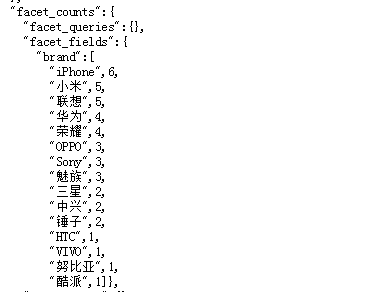 "facet_counts":{
"facet_queries":{},
"facet_fields":{
"brand":[
"iPhone",6,
"小米",5,
"联想",5,
"华为",4,
"荣耀",4,
"OPPO",3,
"Sony",3,
"魅族",3,
"三星",2,
"中兴",2,
"锤子",2,
"HTC",1,
"VIVO",1,
"努比亚",1,
"酷派",1]},